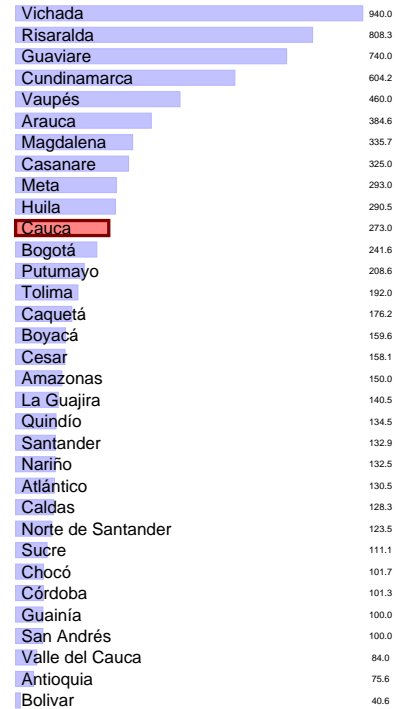 Vichada 940.0
Risaralda 808.3
Guaviare 740.0
Cundinamarca 604.2
Vaupés 460.0
Arauca 384.6
Magdalena 335.7
Casanare 325.0
Meta 293.0
Huila 290.5
Cauca 273.0
Bogotá 241.6
Putumayo 208.6
Tolima 192.0
Caquetá 176.2
Boyacá 159.6
Cesar 158.1
Amazonas 150.0
La Guajira 140.5
Quindío 134.5
Santander 132.9
Nariño 132.5
Atlántico 130.5
Caldas 128.3
Norte de Santander 123.5
Sucre 111.1
Chocó 101.7
Córdoba 101.3
Guainía 100.0
San Andrés 100.0
Valle del Cauca 84.0
Antioquia 75.6
Bolivar 40.6